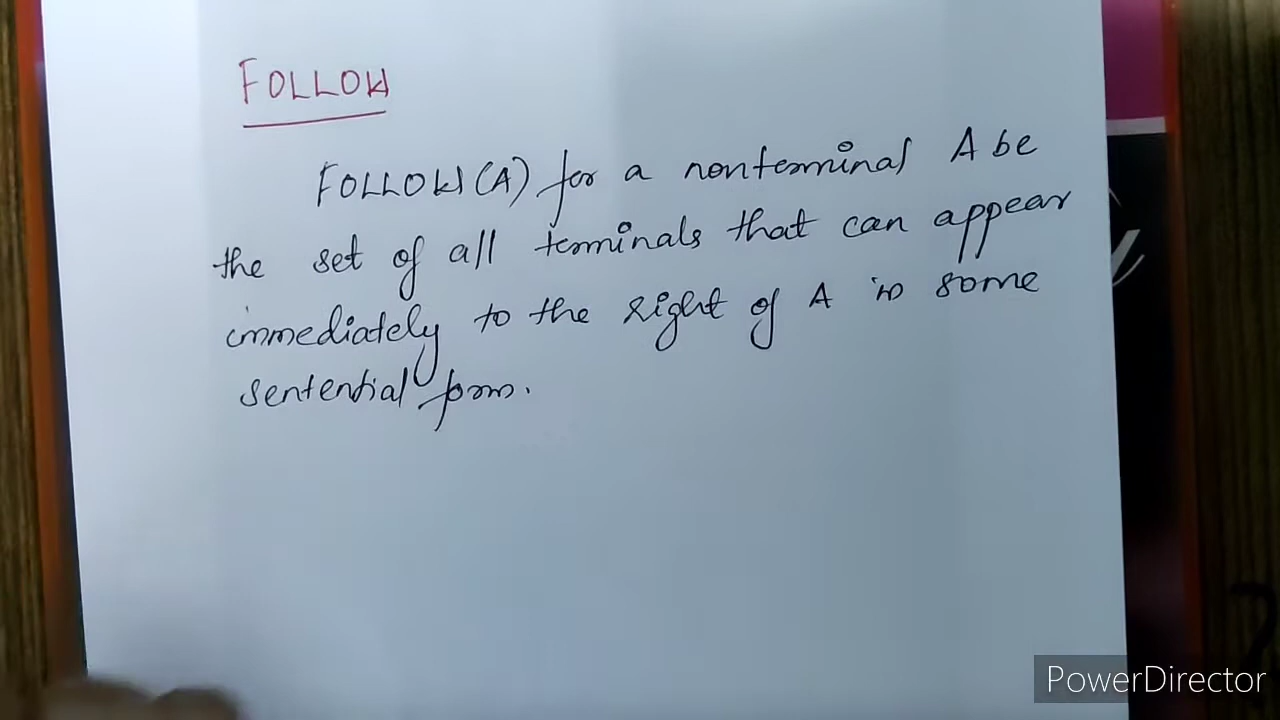 FOLLOW
FOLLOW(A) for a nonterminal A be
the set of all terminals that can appear
immediately to the right of A in some
sentential form.
PowerDirector